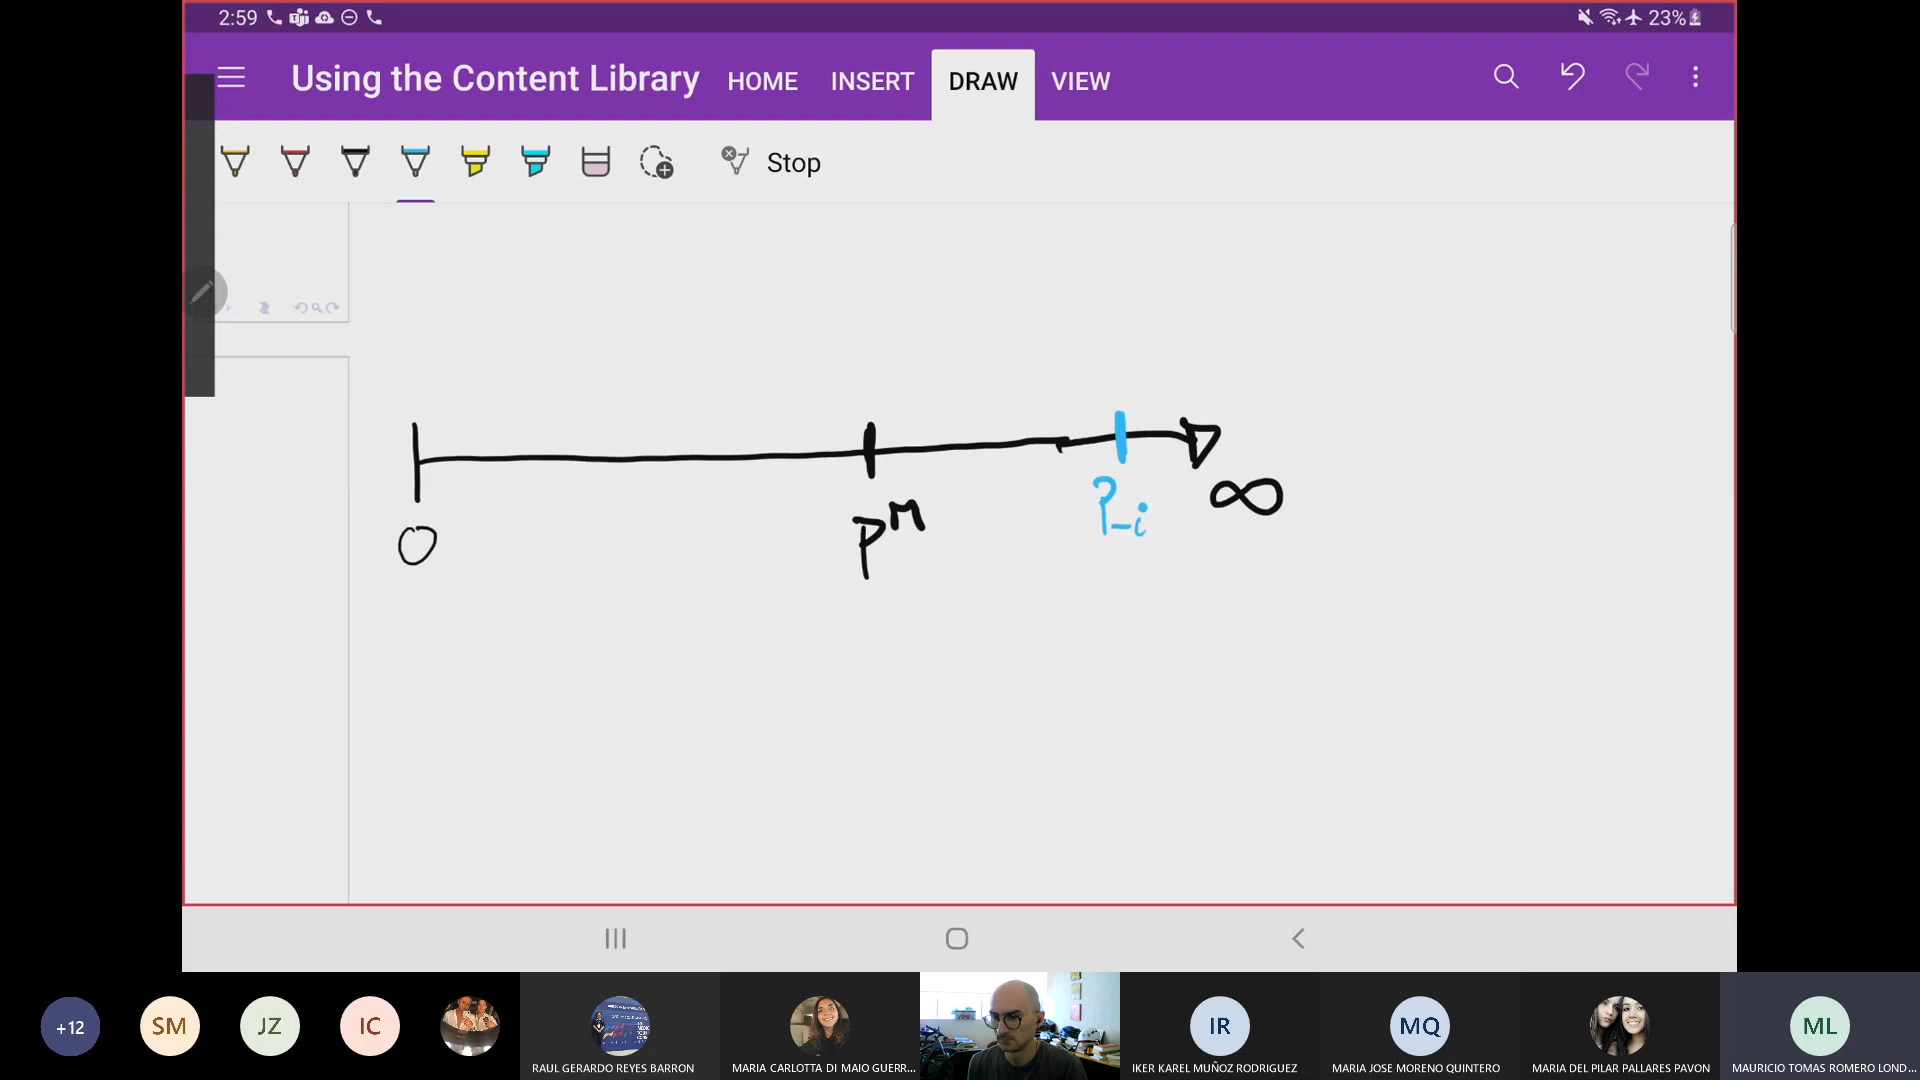 2:59 23%
Using the Content Library HOME INSERT DRAW VIEW
Stop
0 P^M P_-i ∞
+12 SM JZ IC IR MQ ML
RAUL GERARDO REYES BARRON MARIA CARLOTTA DI MAIO GUERR... IKER KAREL MUÑOZ RODRIGUEZ MARIA JOSE MORENO QUINTERO MARIA DEL PILAR PALLARES PAVON MAURICIO TOMAS ROMERO LOND...